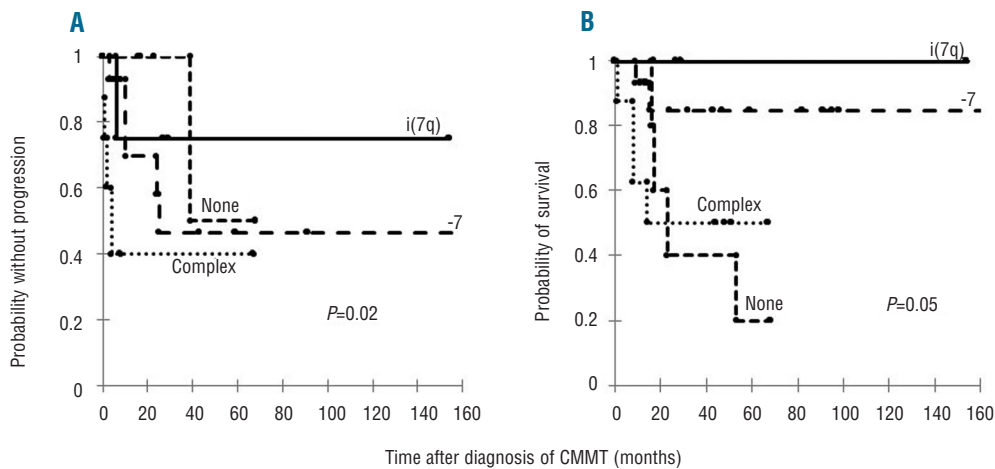 A
Probability without progression
1
0.8
0.6
0.4
0.2
0
i(7q)
None
-7
Complex
P=0.02
0 20 40 60 80 100 120 140 160
B
Probability of survival
1
0.8
0.6
0.4
0.2
0
i(7q)
-7
Complex
None
P=0.05
0 20 40 60 80 100 120 140 160
Time after diagnosis of CMMT (months)